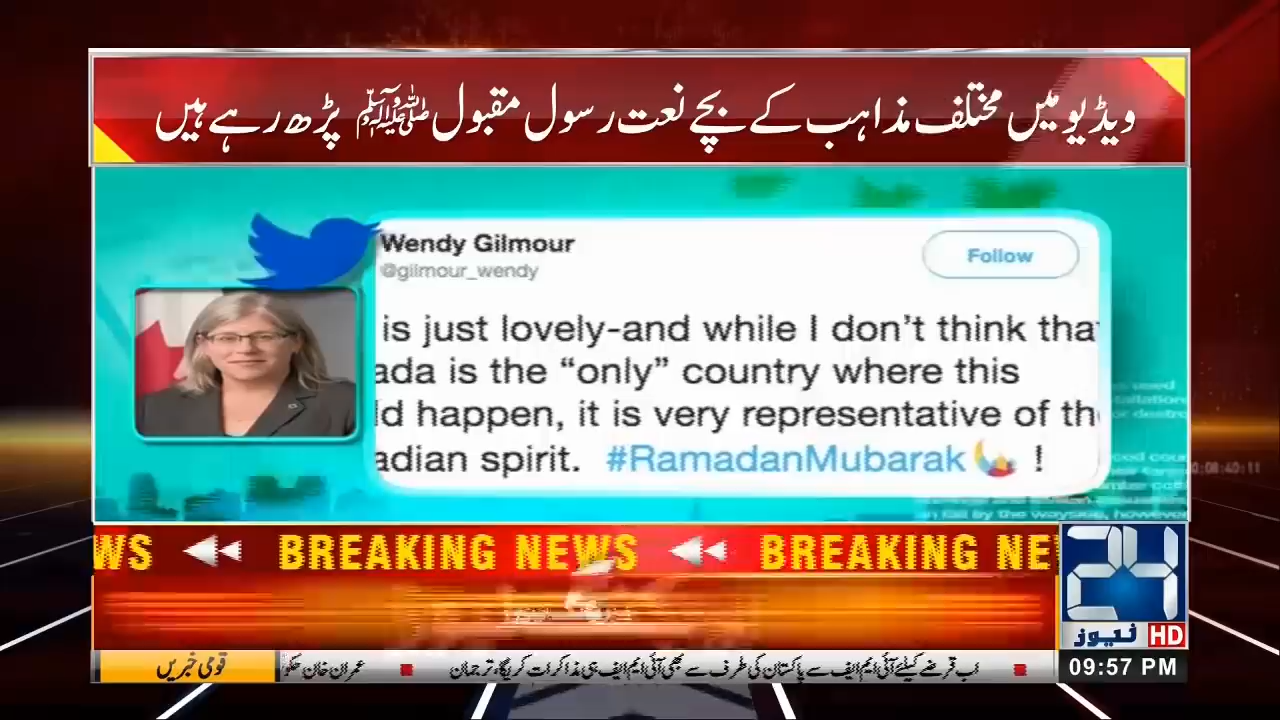 ویڈیو میں مختلف مذاہب کے بچے نعت رسول مقبول ﷺ پڑھ رہے ہیں
Wendy Gilmour
@gilmour_wendy
Follow
is just lovely-and while I don't think tha
ada is the “only” country where this
ld happen, it is very representative of th
adian spirit. #RamadanMubarak 🌙 !
WS BREAKING NEWS BREAKING NE
24
نیوز HD
قومی خبریں
اب قرضے کیلئے آئی ایم ایف سے پاکستان کی طرف سے بھی آئی ایم ایف ہی مذاکرات کریگا، ترجمان
عمران خان حکو
09:57 PM